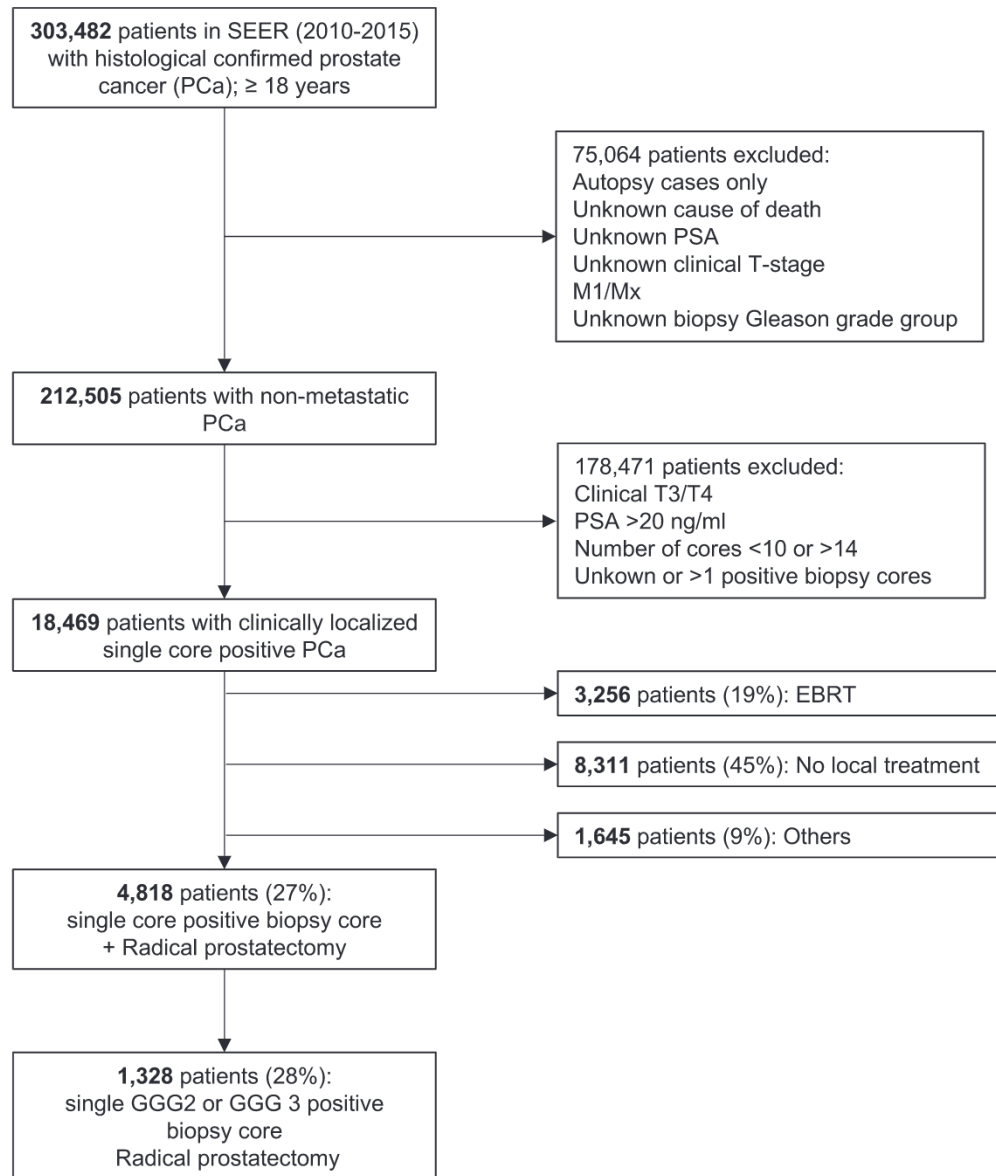 303,482 patients in SEER (2010-2015)
with histological confirmed prostate
cancer (PCa); ≥ 18 years
75,064 patients excluded:
Autopsy cases only
Unknown cause of death
Unknown PSA
Unknown clinical T-stage
M1/Mx
Unknown biopsy Gleason grade group
212,505 patients with non-metastatic
PCa
178,471 patients excluded:
Clinical T3/T4
PSA >20 ng/ml
Number of cores <10 or >14
Unkown or >1 positive biopsy cores
18,469 patients with clinically localized
single core positive PCa
3,256 patients (19%): EBRT
8,311 patients (45%): No local treatment
1,645 patients (9%): Others
4,818 patients (27%):
single core positive biopsy core
+ Radical prostatectomy
1,328 patients (28%):
single GGG2 or GGG 3 positive
biopsy core
Radical prostatectomy